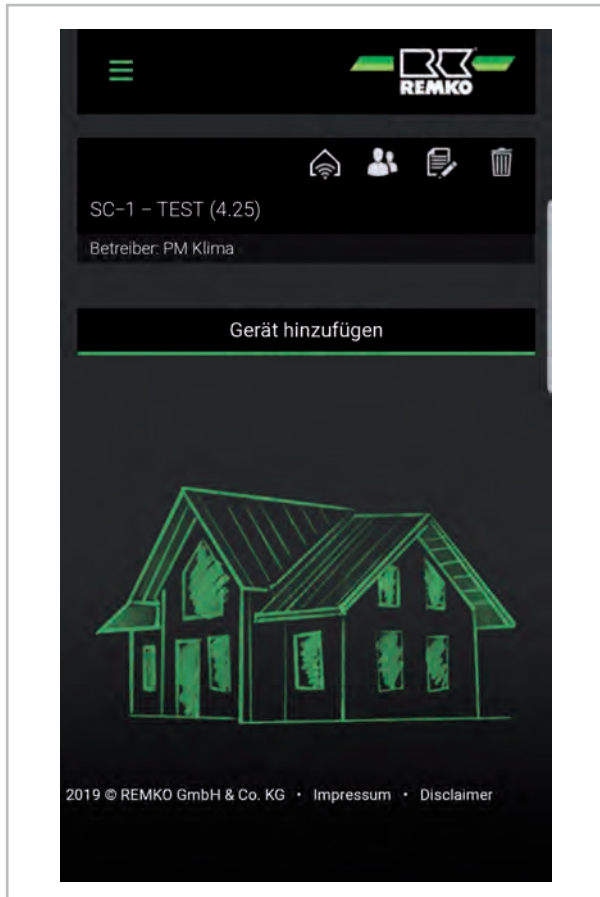 REMKO
SC-1 - TEST (4.25)
Betreiber: PM Klima
Gerät hinzufügen
2019 © REMKO GmbH & Co. KG • Impressum • Disclaimer